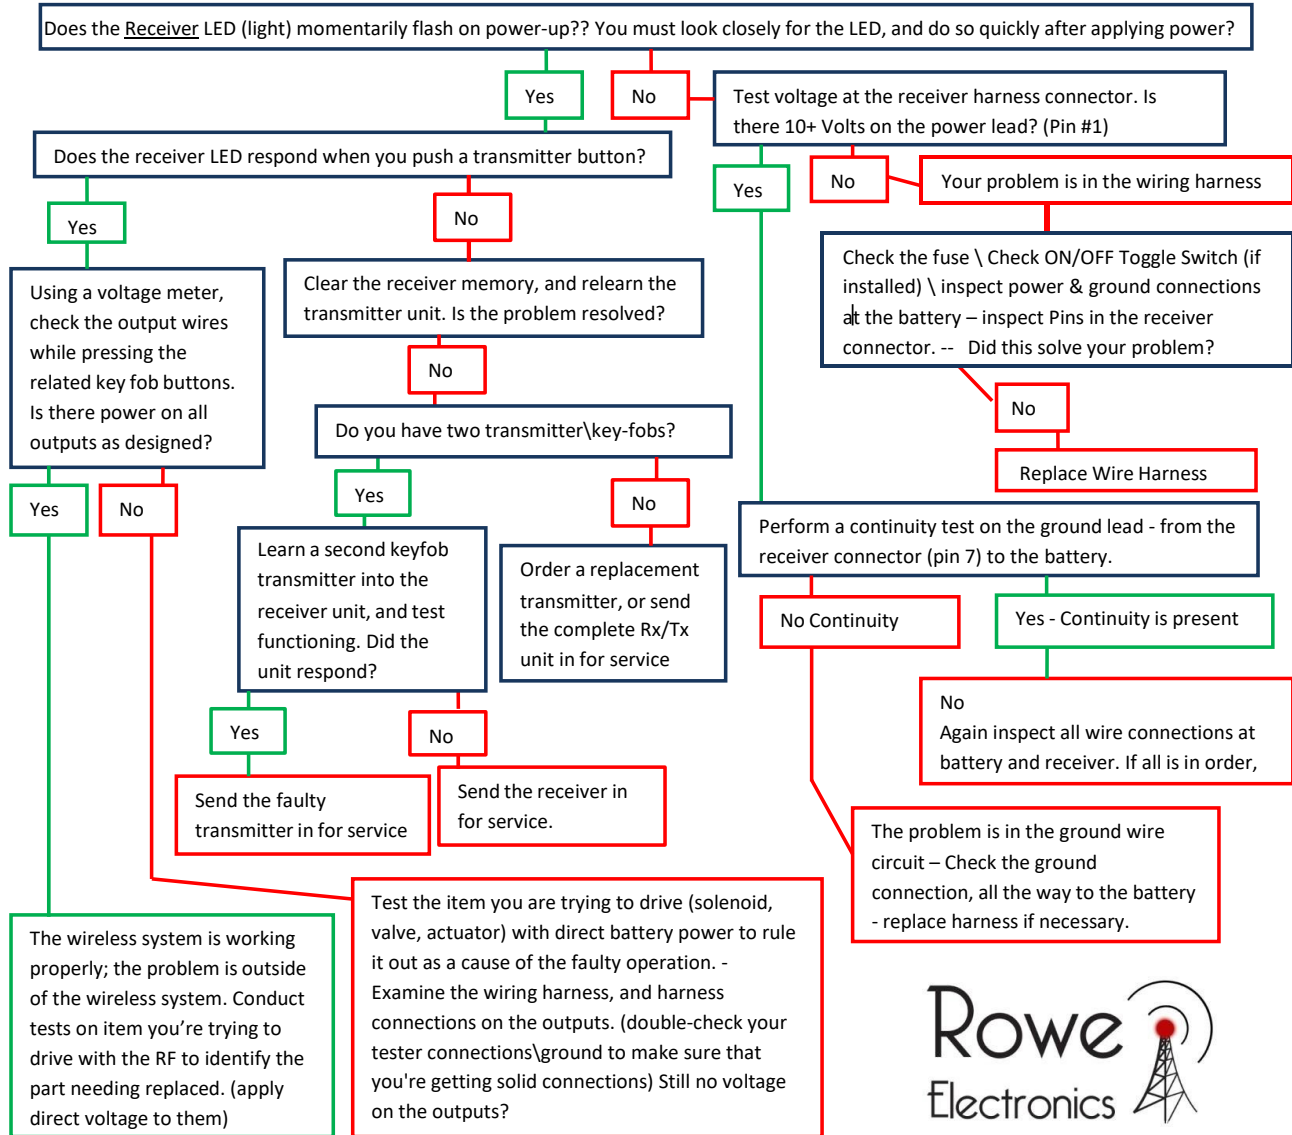 Does the Receiver LED (light) momentarily flash on power-up?? You must look closely for the LED, and do so quickly after applying power?
Yes
No
Test voltage at the receiver harness connector. Is
there 10+ Volts on the power lead? (Pin #1)
Does the receiver LED respond when you push a transmitter button?
Yes
No
Your problem is in the wiring harness
Yes
No
Check the fuse \ Check ON/OFF Toggle Switch (if
installed) \ inspect power & ground connections
at the battery – inspect Pins in the receiver
connector. -- Did this solve your problem?
Using a voltage meter,
check the output wires
while pressing the
related key fob buttons.
Is there power on all
outputs as designed?
Clear the receiver memory, and relearn the
transmitter unit. Is the problem resolved?
No
No
Do you have two transmitter\key-fobs?
Replace Wire Harness
Yes
No
Yes
No
Perform a continuity test on the ground lead - from the
receiver connector (pin 7) to the battery.
Learn a second keyfob
transmitter into the
receiver unit, and test
functioning. Did the
unit respond?
Order a replacement
transmitter, or send
the complete Rx/Tx
unit in for service
No Continuity
Yes - Continuity is present
No
Again inspect all wire connections at
battery and receiver. If all is in order,
Yes
No
Send the faulty
transmitter in for service
Send the receiver in
for service.
The problem is in the ground wire
circuit – Check the ground
connection, all the way to the battery
- replace harness if necessary.
The wireless system is working
properly; the problem is outside
of the wireless system. Conduct
tests on item you’re trying to
drive with the RF to identify the
part needing replaced. (apply
direct voltage to them)
Test the item you are trying to drive (solenoid,
valve, actuator) with direct battery power to rule
it out as a cause of the faulty operation. -
Examine the wiring harness, and harness
connections on the outputs. (double-check your
tester connections\ground to make sure that
you're getting solid connections) Still no voltage
on the outputs?
Rowe
Electronics